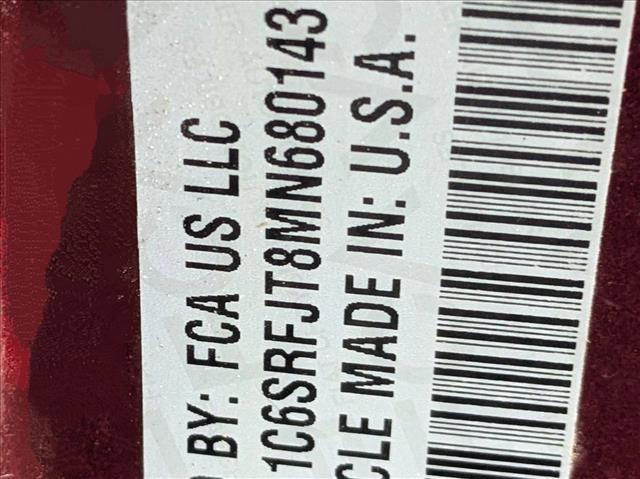 BY: FCA US LLC
1C6SRFJT8MN680143
CLE MADE IN: U.S.A.